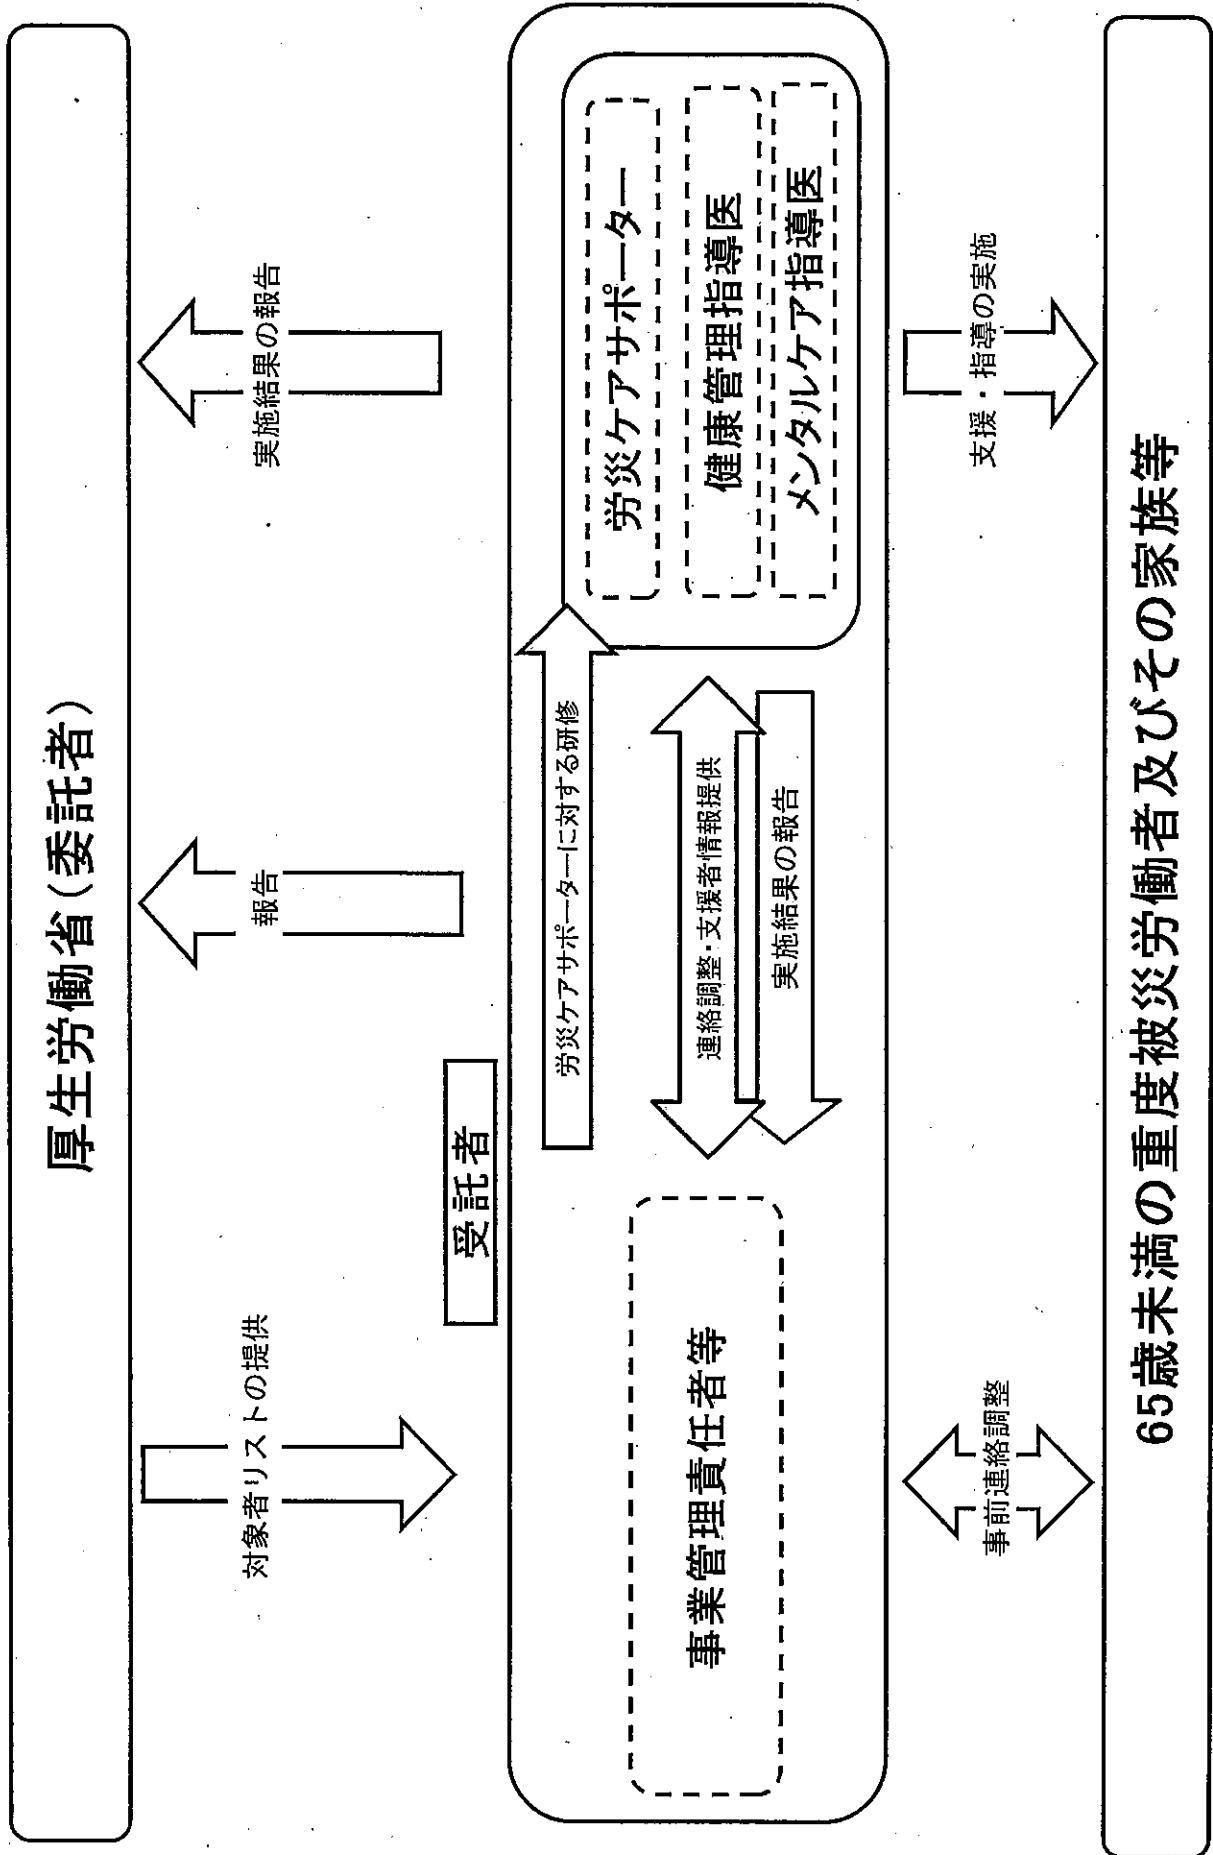 厚生労働省(委託者)
対象者リストの提供
報告
実施結果の報告
受託者
労災ケアサポーターに対する研修
事業管理責任者等
連絡調整・支援者情報提供
実施結果の報告
労災ケアサポーター
健康管理指導医
メンタルケア指導医
事前連絡調整
支援・指導の実施
65歳未満の重度被災労働者及びその家族等